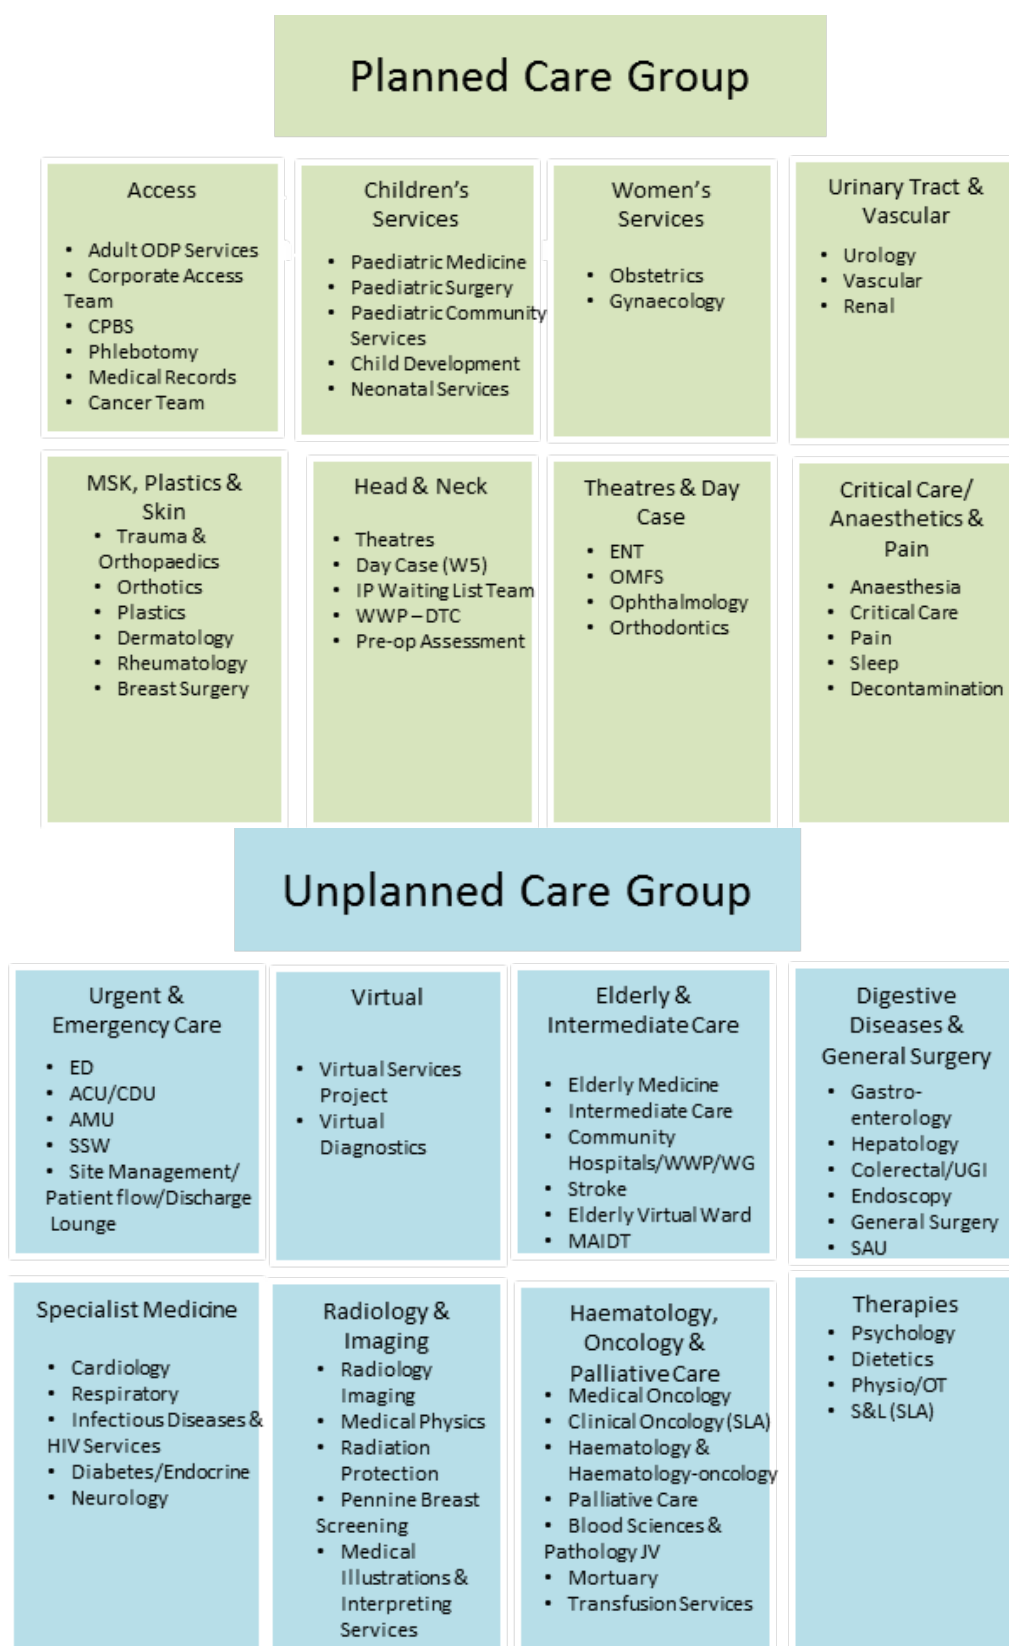 Planned Care Group
Access
• Adult ODP Services
• Corporate Access
Team
• CPBS
• Phlebotomy
• Medical Records
• Cancer Team
Children's
Services
• Paediatric Medicine
• Paediatric Surgery
• Paediatric Community
Services
• Child Development
• Neonatal Services
Women's
Services
• Obstetrics
• Gynaecology
Urinary Tract &
Vascular
• Urology
• Vascular
• Renal
MSK, Plastics &
Skin
• Trauma &
Orthopaedics
• Orthotics
• Plastics
• Dermatology
• Rheumatology
• Breast Surgery
Head & Neck
• Theatres
• Day Case (W5)
• IP Waiting List Team
• WWP – DTC
• Pre-op Assessment
Theatres & Day
Case
• ENT
• OMFS
• Ophthalmology
• Orthodontics
Critical Care/
Anaesthetics &
Pain
• Anaesthesia
• Critical Care
• Pain
• Sleep
• Decontamination
Unplanned Care Group
Urgent &
Emergency Care
• ED
• ACU/CDU
• AMU
• SSW
• Site Management/
Patient flow/Discharge
Lounge
Virtual
• Virtual Services
Project
• Virtual
Diagnostics
Elderly &
Intermediate Care
• Elderly Medicine
• Intermediate Care
• Community
Hospitals/WWP/WG
• Stroke
• Elderly Virtual Ward
• MAIDT
Digestive
Diseases &
General Surgery
• Gastro-
enterology
• Hepatology
• Colerectal/UGI
• Endoscopy
• General Surgery
• SAU
Specialist Medicine
• Cardiology
• Respiratory
• Infectious Diseases &
HIV Services
• Diabetes/Endocrine
• Neurology
Radiology &
Imaging
• Radiology
Imaging
• Medical Physics
• Radiation
Protection
• Pennine Breast
Screening
• Medical
Illustrations &
Interpreting
Services
Haematology,
Oncology &
Palliative Care
• Medical Oncology
• Clinical Oncology (SLA)
• Haematology &
Haematology-oncology
• Palliative Care
• Blood Sciences &
Pathology JV
• Mortuary
• Transfusion Services
Therapies
• Psychology
• Dietetics
• Physio/OT
• S&L (SLA)